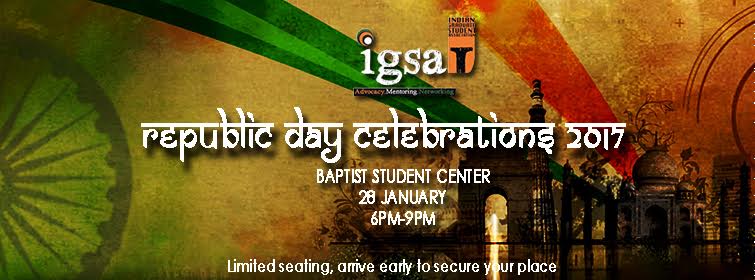 INDIAN
GRADUATE
STUDENT
ASSOCIATION
igsa
Advocacy.Mentoring.Networking
REPUBLIC DAY CELEBRATIONS 2017
BAPTIST STUDENT CENTER
28 JANUARY
6PM-9PM
Limited seating, arrive early to secure your place